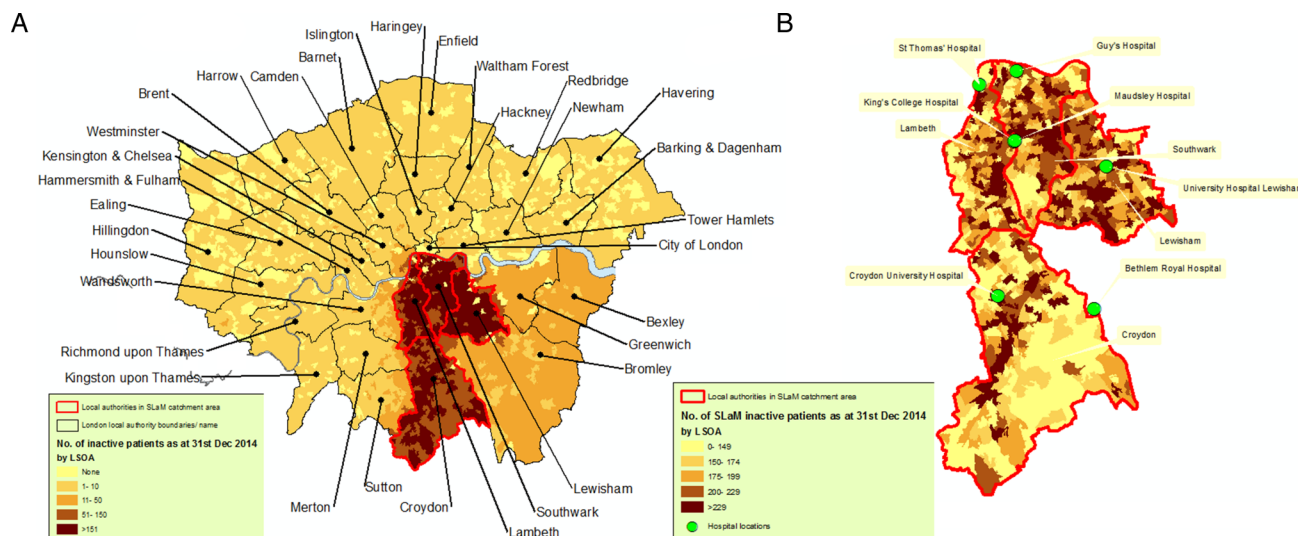 A
Haringey
Islington
Enfield
Barnet
Waltham Forest
Harrow
Camden
Redbridge
Brent
Hackney
Newham
Havering
Westminster
Kensington & Chelsea
Barking & Dagenham
Hammersmith & Fulham
Ealing
Tower Hamlets
Hillingdon
City of London
Hounslow
Wandsworth
Bexley
Richmond upon Thames
Greenwich
Kingston upon Thames
Bromley
Sutton
Lewisham
Merton
Croydon
Southwark
Lambeth
Local authorities in SLaM catchment area
London local authority boundaries/ name
No. of inactive patients as at 31st Dec 2014
by LSOA
None
1- 10
11- 50
51- 150
>151
B
St Thomas' Hospital
Guy's Hospital
King's College Hospital
Maudsley Hospital
Lambeth
Southwark
University Hospital Lewisham
Lewisham
Croydon University Hospital
Bethlem Royal Hospital
Croydon
Local authorities in SLaM catchment area
No. of SLaM inactive patients as at 31st Dec 2014
by LSOA
0- 149
150- 174
175- 199
200- 229
>229
Hospital locations